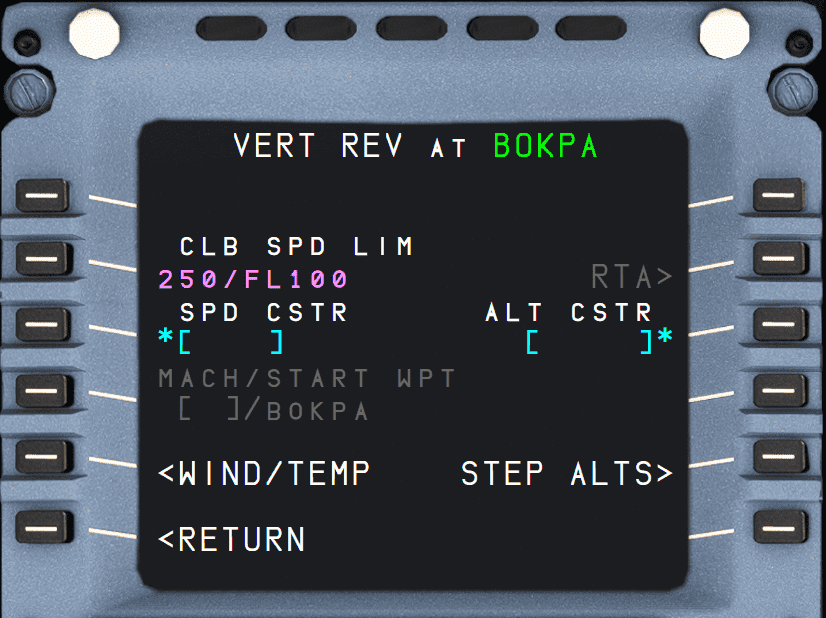 VERT REV AT BOKPA
CLB SPD LIM
250/FL100 RTA>
SPD CSTR ALT CSTR
*[ ] [ ]*
MACH/START WPT
[ ]/BOKPA
<WIND/TEMP STEP ALTS>
<RETURN